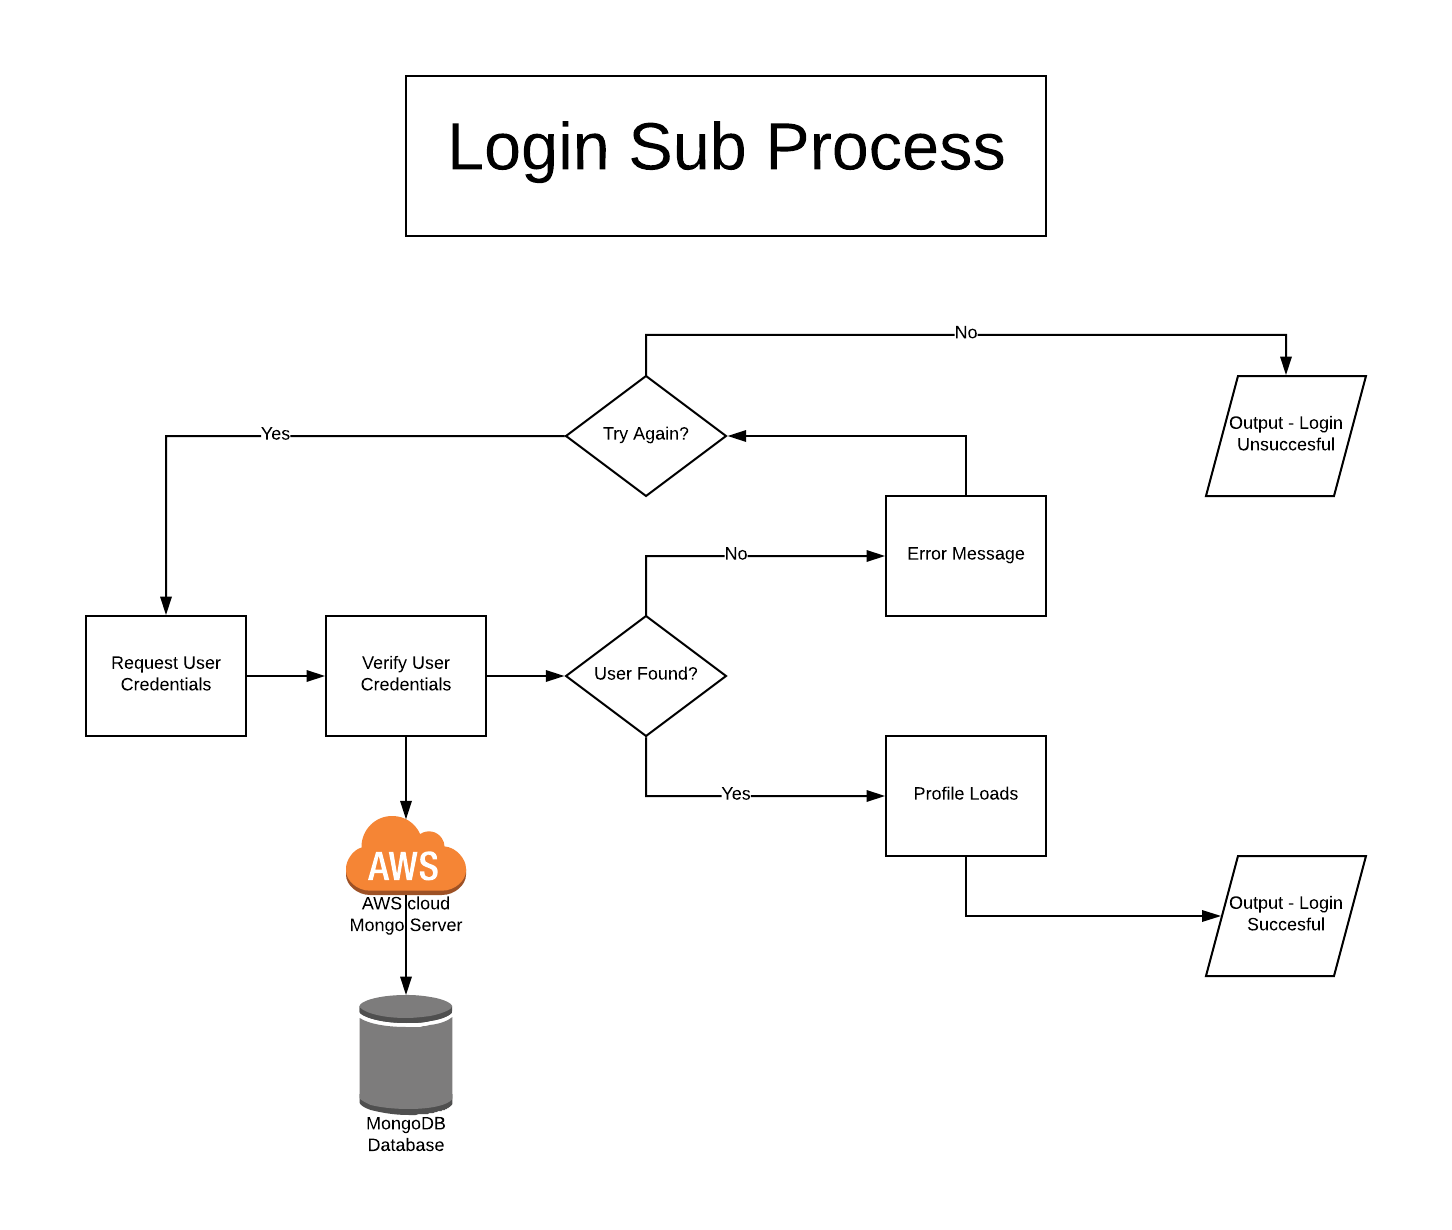 Login Sub Process
No
Try Again?
Yes
Output - Login
Unsuccesful
No
Error Message
Request User
Credentials
Verify User
Credentials
User Found?
Yes
Profile Loads
AWS
AWS cloud
Mongo Server
Output - Login
Succesful
MongoDB
Database